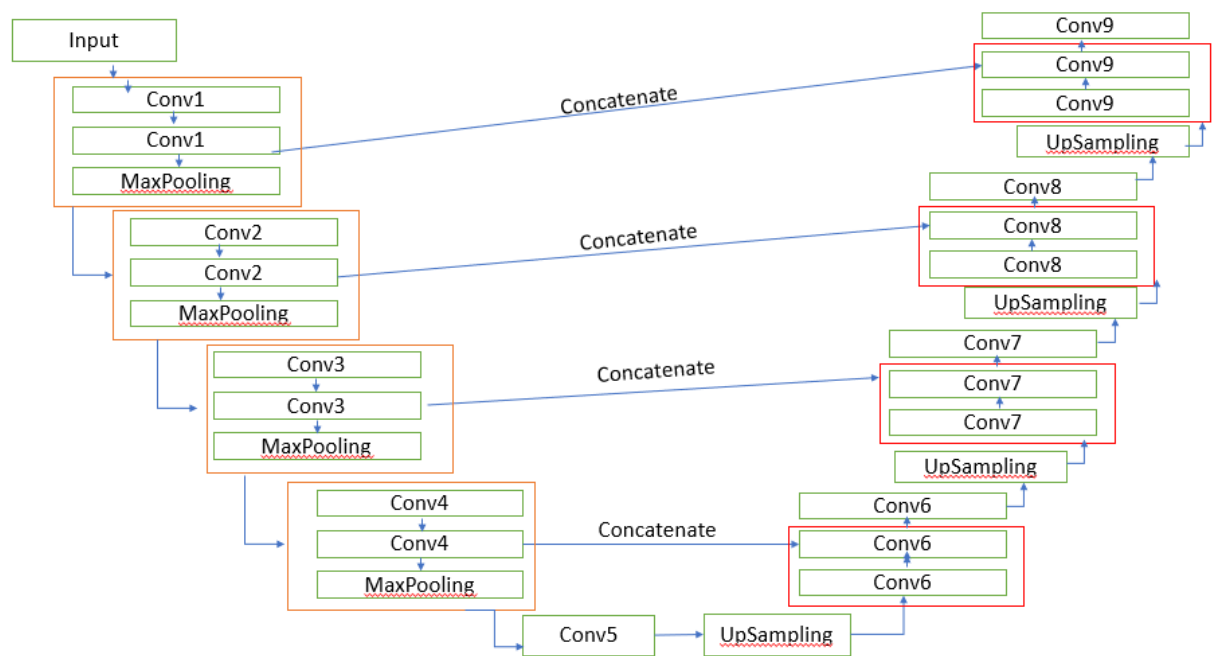 Input
Conv1
Conv1
MaxPooling
Conv2
Conv2
MaxPooling
Conv3
Conv3
MaxPooling
Conv4
Conv4
MaxPooling
Conv5
UpSampling
Concatenate
Concatenate
Concatenate
Concatenate
Conv9
Conv9
Conv9
UpSampling
Conv8
Conv8
Conv8
UpSampling
Conv7
Conv7
Conv7
UpSampling
Conv6
Conv6
Conv6